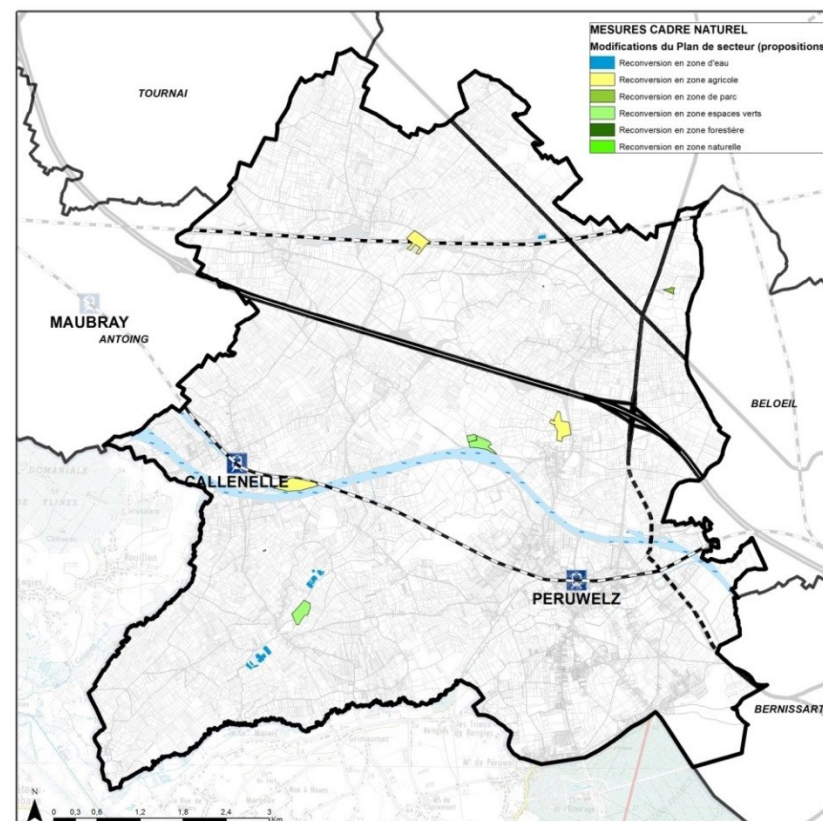 MESURES CADRE NATUREL
Modifications du Plan de secteur (propositions
Reconversion en zone d'eau
Reconversion en zone agricole
Reconversion en zone de parc
Reconversion en zone espaces verts
Reconversion en zone forestière
Reconversion en zone naturelle
TOURNAI
MAUBRAY
ANTOING
BELOEIL
CALLENELLE
PERUWELZ
BERNISSART
N
0 0,3 0,6 1,2 1,8 2,4 3
Km